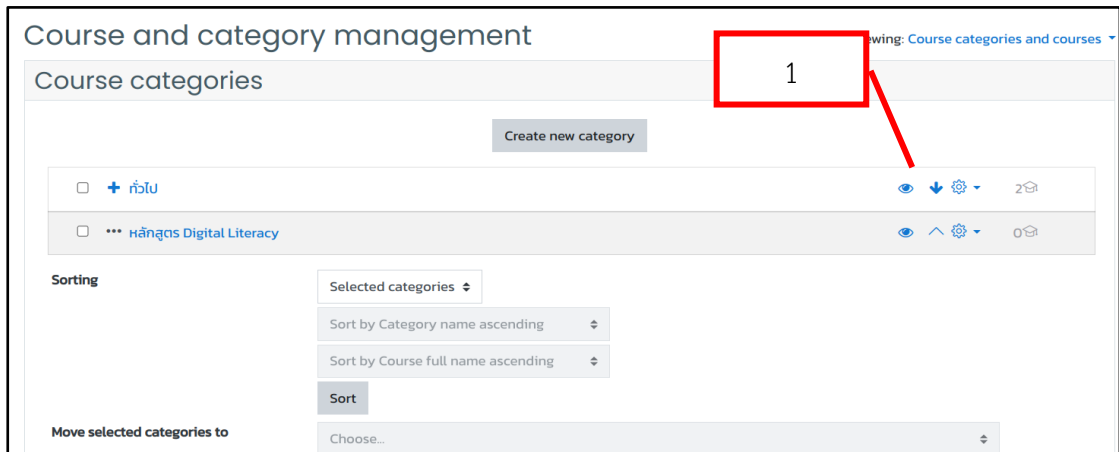 Course and category management
ewing: Course categories and courses
1
Course categories
Create new category
ทั่วไป
2
หลักสูตร Digital Literacy
0
Sorting
Selected categories
Sort by Category name ascending
Sort by Course full name ascending
Sort
Move selected categories to
Choose...